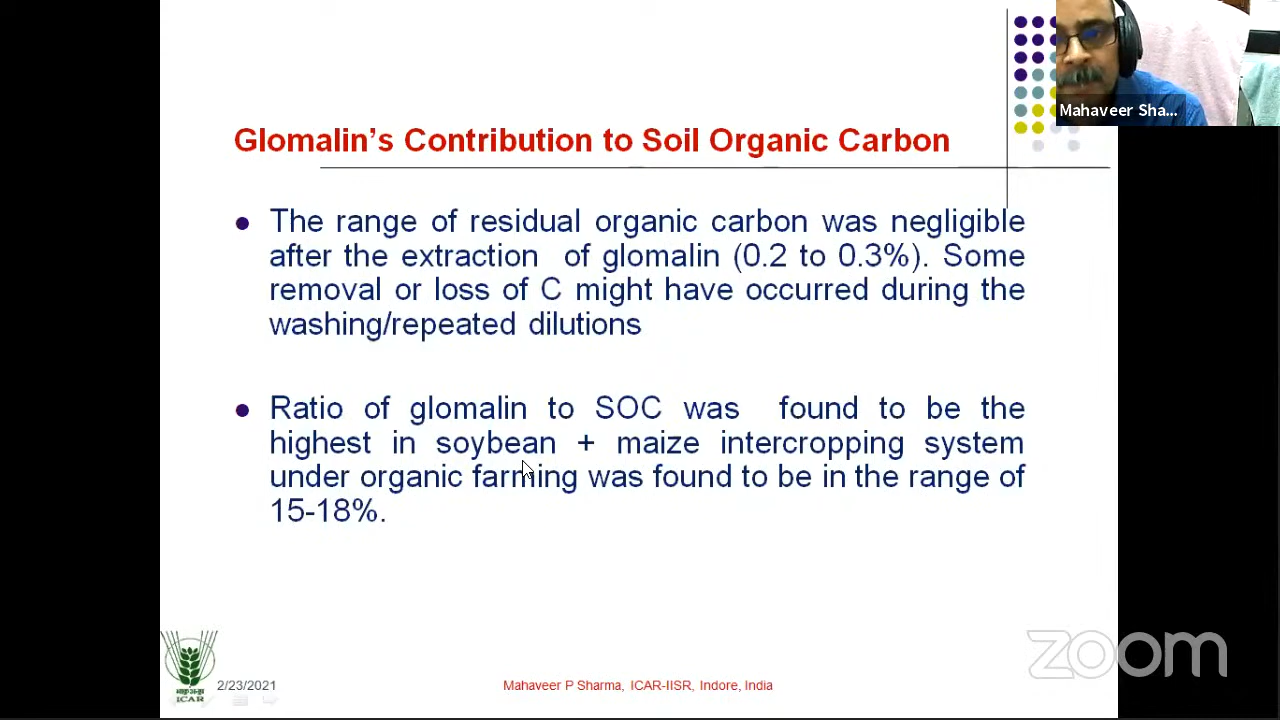 Mahaveer Sha...
Glomalin's Contribution to Soil Organic Carbon
The range of residual organic carbon was negligible
after the extraction of glomalin (0.2 to 0.3%). Some
removal or loss of C might have occurred during the
washing/repeated dilutions
Ratio of glomalin to SOC was found to be the
highest in soybean + maize intercropping system
under organic farming was found to be in the range of
15-18%.
zoom
2/23/2021
Mahaveer P Sharma, ICAR-IISR, Indore, India
ICAR